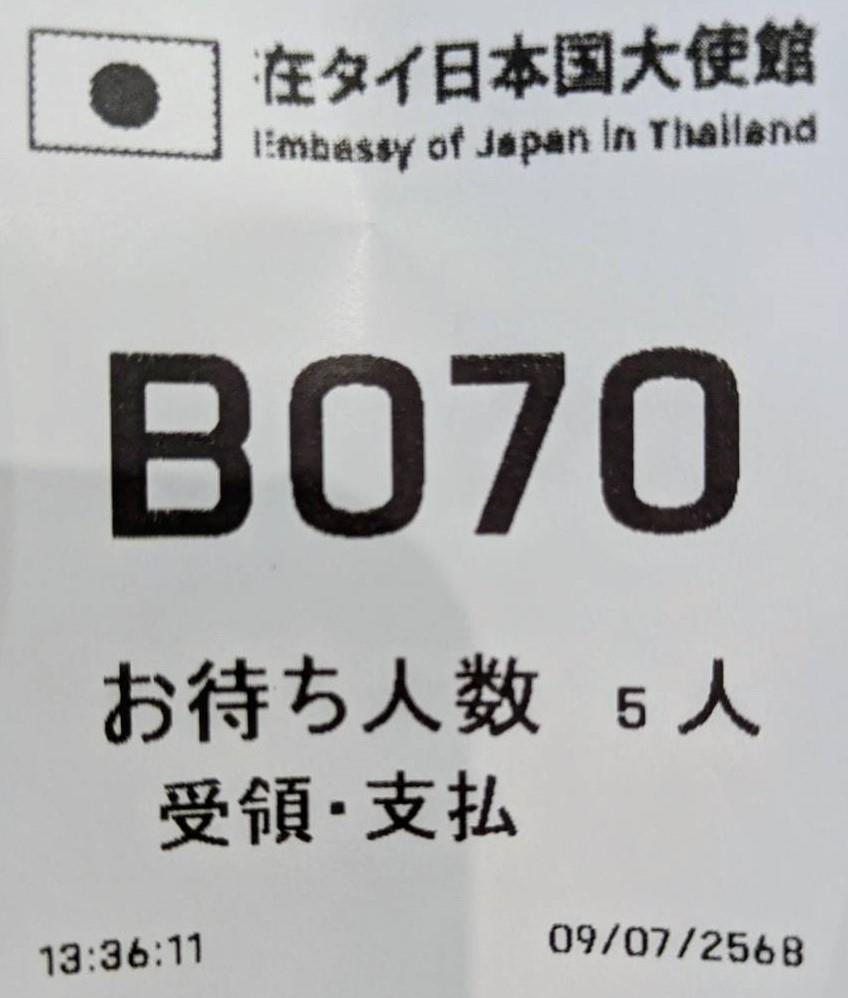 在タイ日本国大使館
Embassy of Japan in Thailand
B070
お待ち人数 5 人
受領・支払
13:36:11 09/07/2568